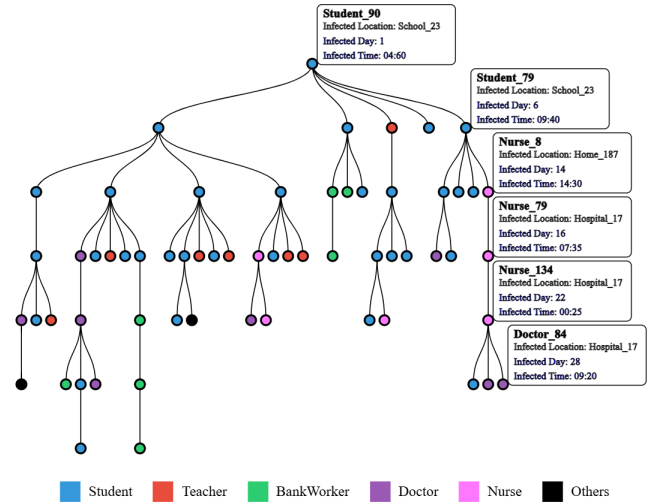 Student_90
Infected Location: School_23
Infected Day: 1
Infected Time: 04:60
Student_79
Infected Location: School_23
Infected Day: 6
Infected Time: 09:40
Nurse_8
Infected Location: Home_187
Infected Day: 14
Infected Time: 14:30
Nurse_79
Infected Location: Hospital_17
Infected Day: 16
Infected Time: 07:35
Nurse_134
Infected Location: Hospital_17
Infected Day: 22
Infected Time: 00:25
Doctor_84
Infected Location: Hospital_17
Infected Day: 28
Infected Time: 09:20
Student Teacher BankWorker Doctor Nurse Others